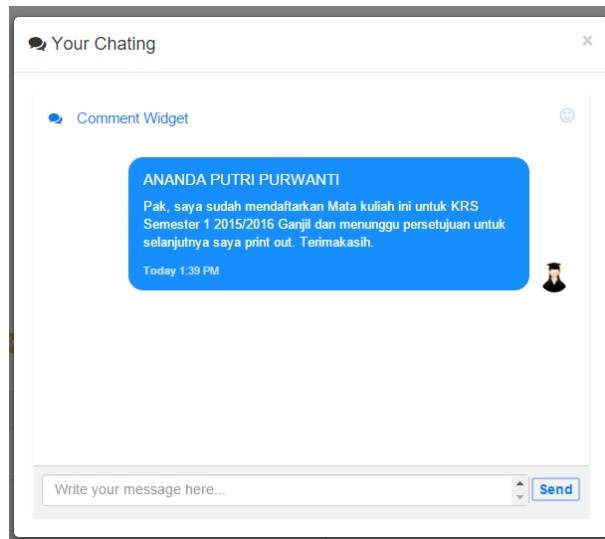 Your Chating
×
Comment Widget
ANANDA PUTRI PURWANTI
Pak, saya sudah mendaftarkan Mata kuliah ini untuk KRS
Semester 1 2015/2016 Ganjil dan menunggu persetujuan untuk
selanjutnya saya print out. Terimakasih.
Today 1:39 PM
Write your message here...
Send